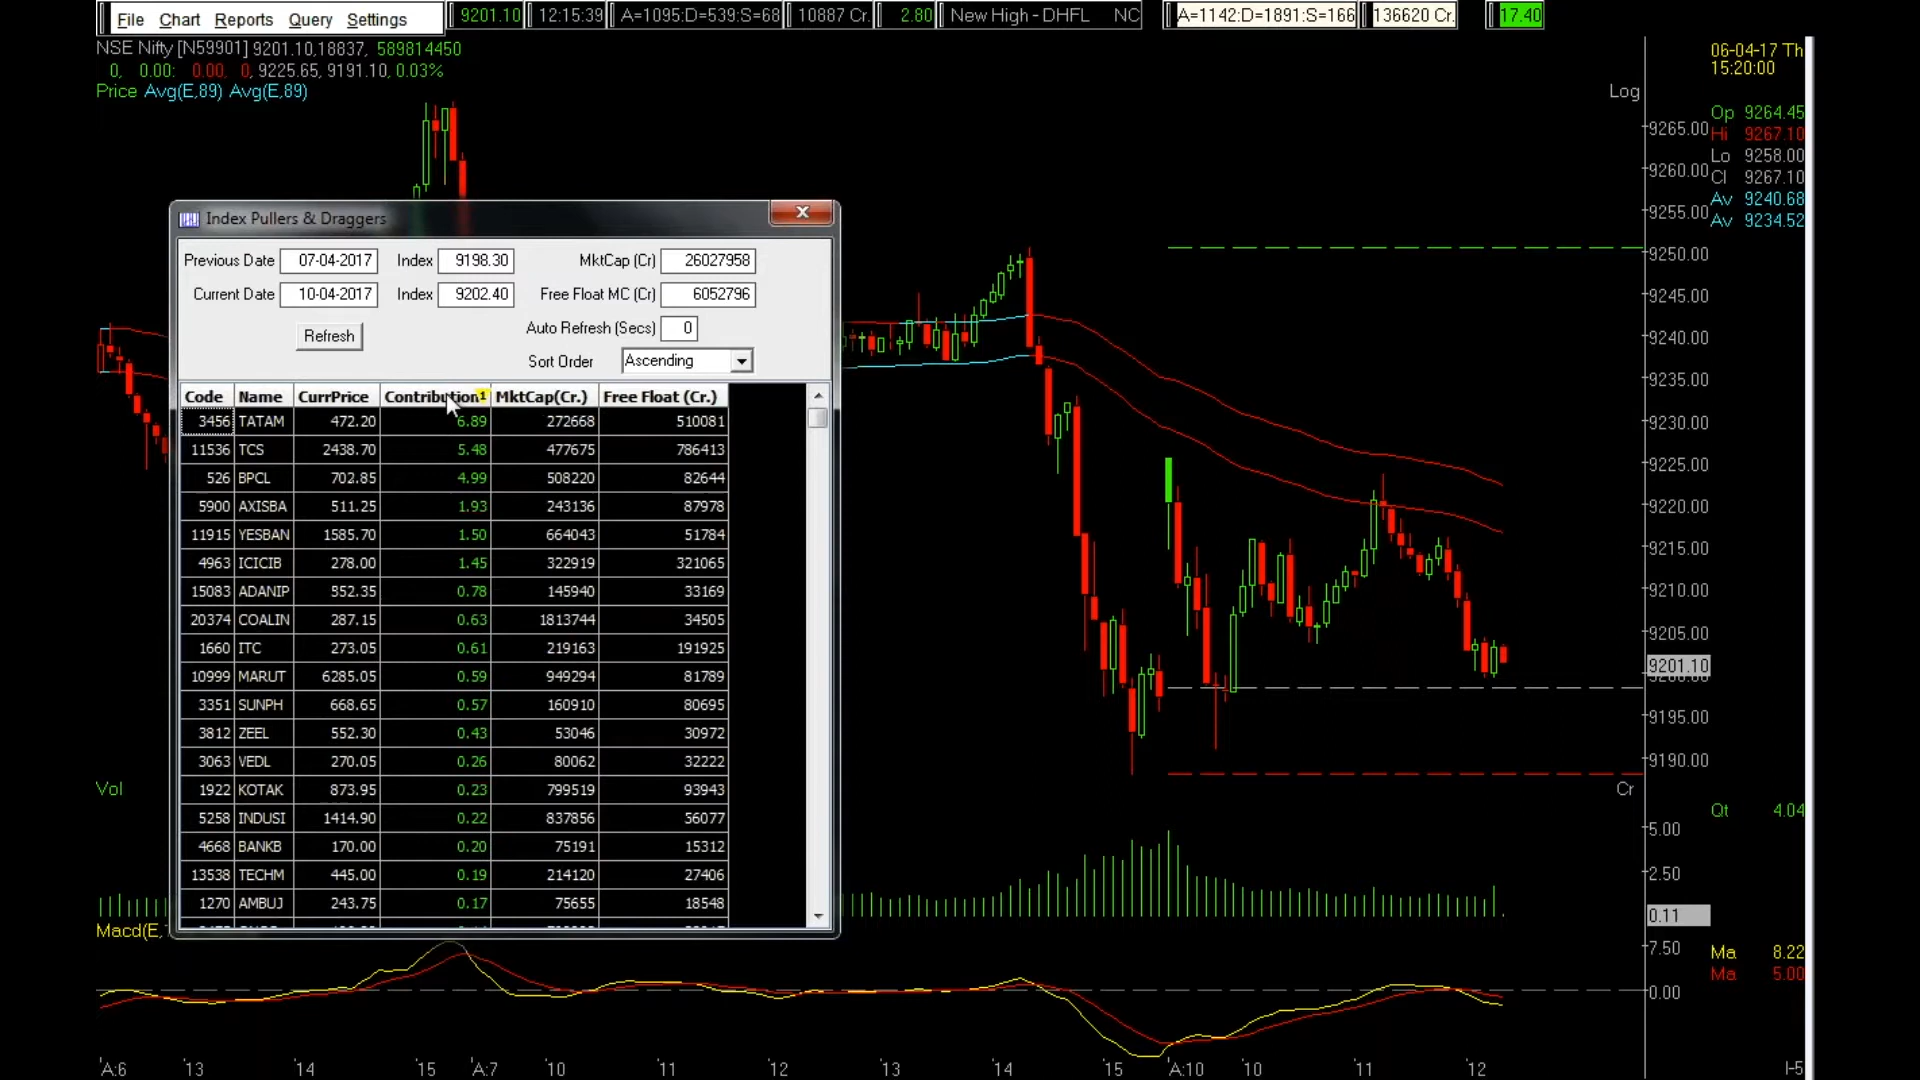 File Chart Reports Query Settings 9201.10 12:15:39 A=1095:D=539:S=68 10887 Cr. 2.80 New High - DHFL NC A=1142:D=1891:S=166 136620 Cr. 17.40
NSE Nifty [N59901] 9201.10,18837, 589814450
0, 0.00: 0.00, 0, 9225.65, 9191.10, 0.03%
Price Avg(E,89) Avg(E,89)
Log
06-04-17 Th
15:20:00
Op 9264.45
Hi 9267.10
Lo 9258.00
Cl 9267.10
Av 9240.68
Av 9234.52
9265.00
9260.00
9255.00
9250.00
9245.00
9240.00
9235.00
9230.00
9225.00
9220.00
9215.00
9210.00
9205.00
9201.10
9195.00
9190.00
Index Pullers & Draggers
Previous Date 07-04-2017 Index 9198.30 MktCap (Cr) 26027958
Current Date 10-04-2017 Index 9202.40 Free Float MC (Cr) 6052796
Refresh Auto Refresh (Secs) 0
Sort Order Ascending
Code Name CurrPrice Contribution 1 MktCap(Cr.) Free Float (Cr.)
3456 TATAM 472.20 6.89 272668 510081
11536 TCS 2438.70 5.48 477675 786413
526 BPCL 702.85 4.99 508220 82644
5900 AXISBA 511.25 1.93 243136 87978
11915 YESBAN 1585.70 1.50 664043 51784
4963 ICICIB 278.00 1.45 322919 321065
15083 ADANIP 552.35 0.78 145940 33169
20374 COALIN 287.15 0.63 1813744 34505
1660 ITC 273.05 0.61 219163 191925
10999 MARUT 6285.05 0.59 949294 81789
3351 SUNPH 668.65 0.57 160910 80695
3812 ZEEL 552.30 0.43 53046 30972
3063 VEDL 270.05 0.26 80062 32222
1922 KOTAK 873.95 0.23 799519 93943
5258 INDUSI 1414.90 0.22 837856 56077
4668 BANKB 170.00 0.20 75191 15312
13538 TECHM 445.00 0.19 214120 27406
1270 AMBUJ 243.75 0.17 75655 18548
Vol
Cr
Qt 4.04
5.00
2.50
0.11
Macd(E,
7.50
Ma 8.22
Ma 5.00
0.00
'A:6 '13 '14 '15 'A:7 '10 '11 '12 '13 '14 '15 'A:10 '10 '11 '12 I-5